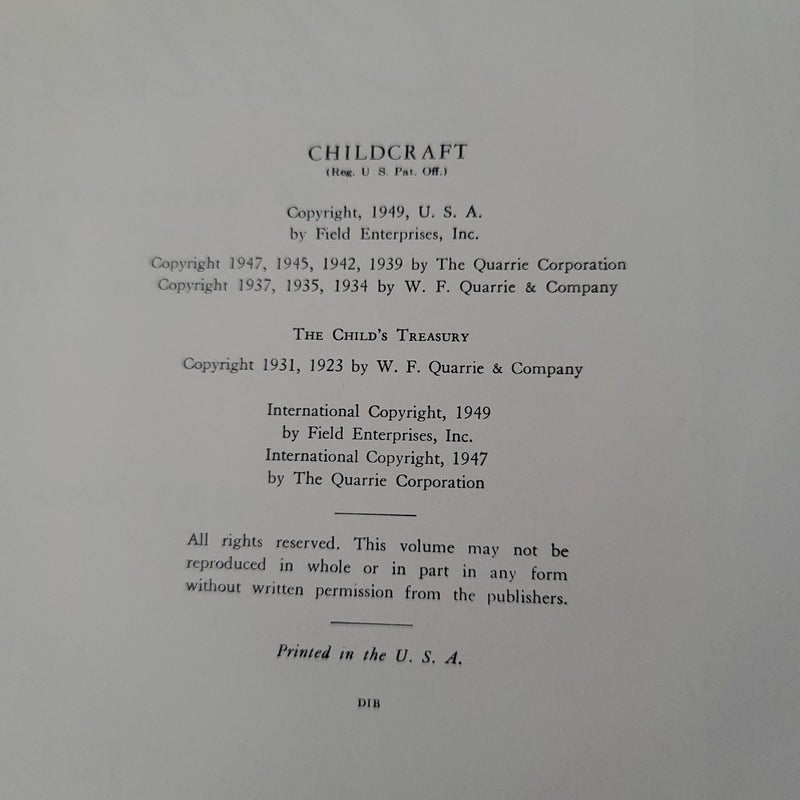 CHILDCRAFT
(Reg. U S. Pat. Off.)
Copyright, 1949, U. S. A.
by Field Enterprises, Inc.
Copyright 1947, 1945, 1942, 1939 by The Quarrie Corporation
Copyright 1937, 1935, 1934 by W. F. Quarrie & Company
The Child's Treasury
Copyright 1931, 1923 by W. F. Quarrie & Company
International Copyright, 1949
by Field Enterprises, Inc.
International Copyright, 1947
by The Quarrie Corporation
All rights reserved. This volume may not be
reproduced in whole or in part in any form
without written permission from the publishers.
Printed in the U. S. A.
DIB